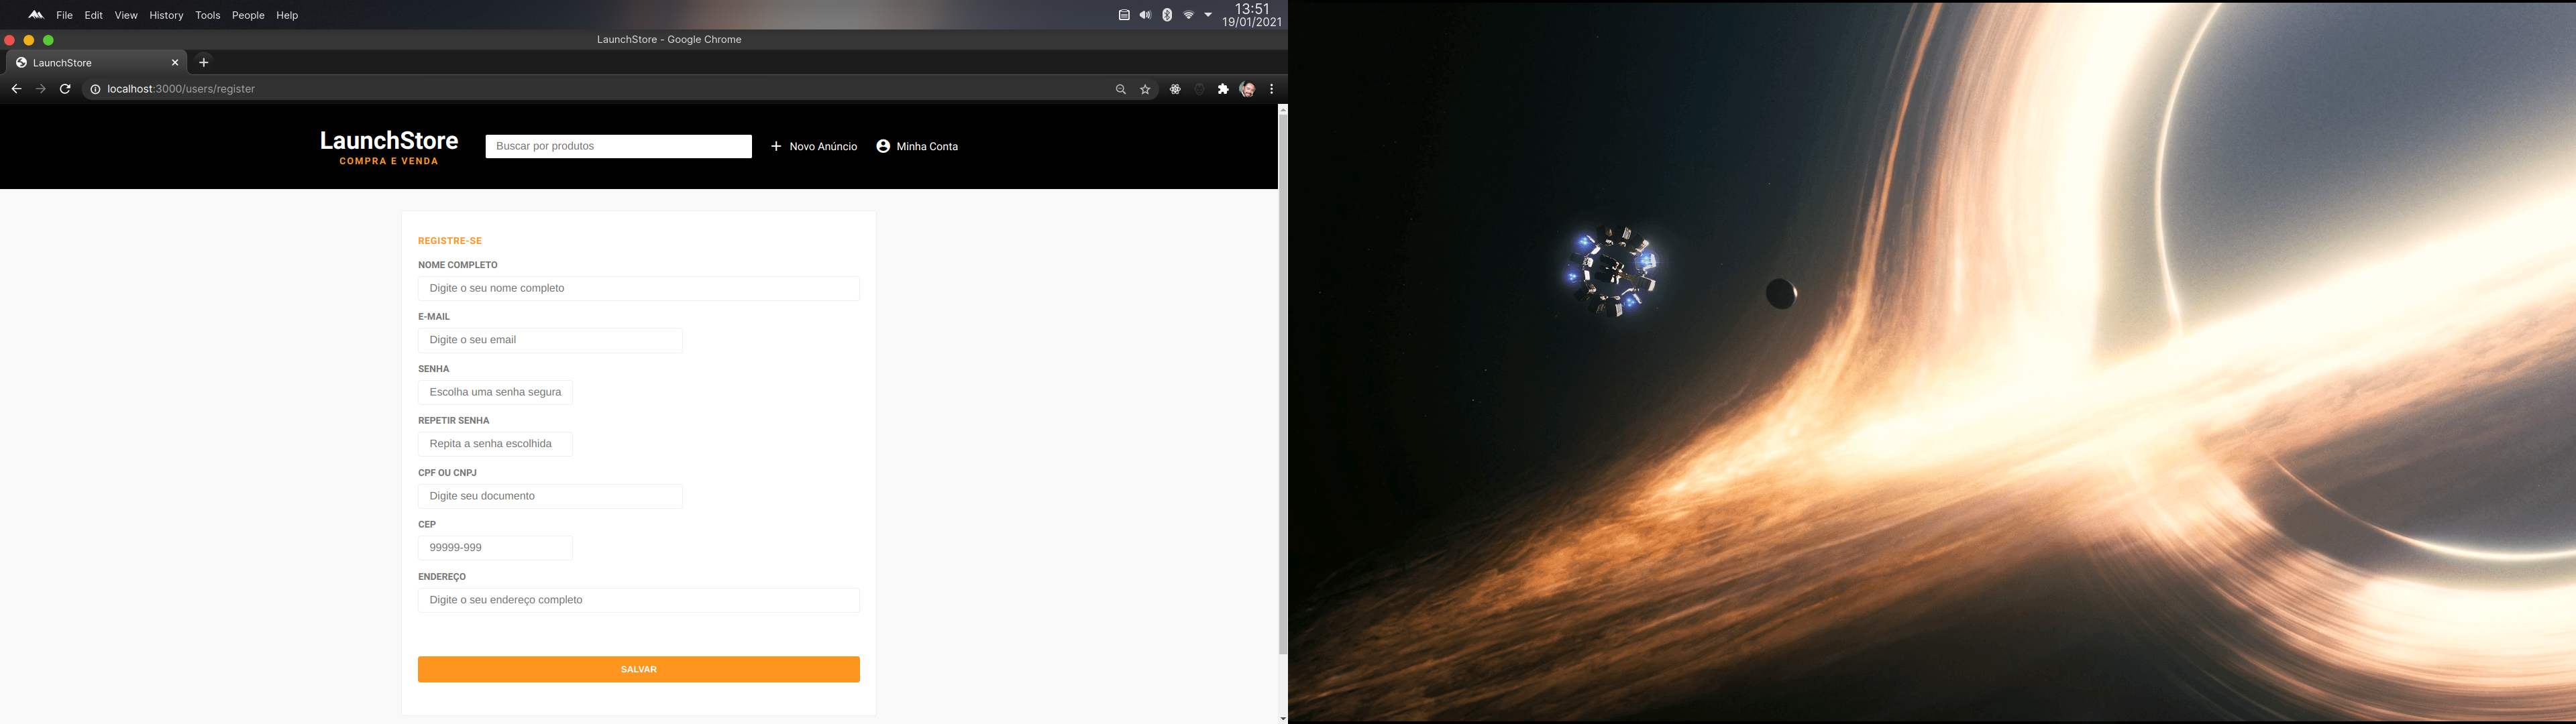 File Edit View History Tools People Help
13:51
19/01/2021
LaunchStore - Google Chrome
LaunchStore
localhost:3000/users/register
LaunchStore
COMPRA E VENDA
Buscar por produtos
Novo Anúncio
Minha Conta
REGISTRE-SE
NOME COMPLETO
Digite o seu nome completo
E-MAIL
Digite o seu email
SENHA
Escolha uma senha segura
REPETIR SENHA
Repita a senha escolhida
CPF OU CNPJ
Digite seu documento
CEP
99999-999
ENDEREÇO
Digite o seu endereço completo
SALVAR